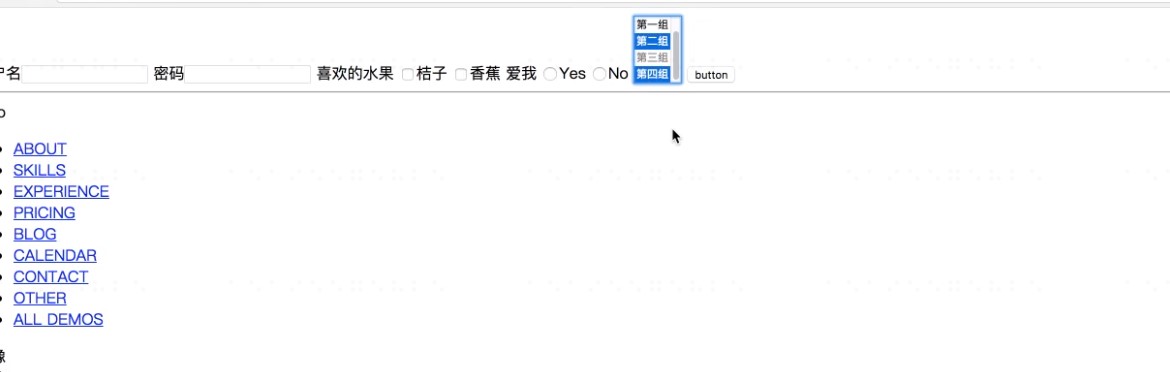 第一组
第二组
第三组
第四组
户名 密码 喜欢的水果 桔子 香蕉 爱我 Yes No button
ABOUT
SKILLS
EXPERIENCE
PRICING
BLOG
CALENDAR
CONTACT
OTHER
ALL DEMOS
像